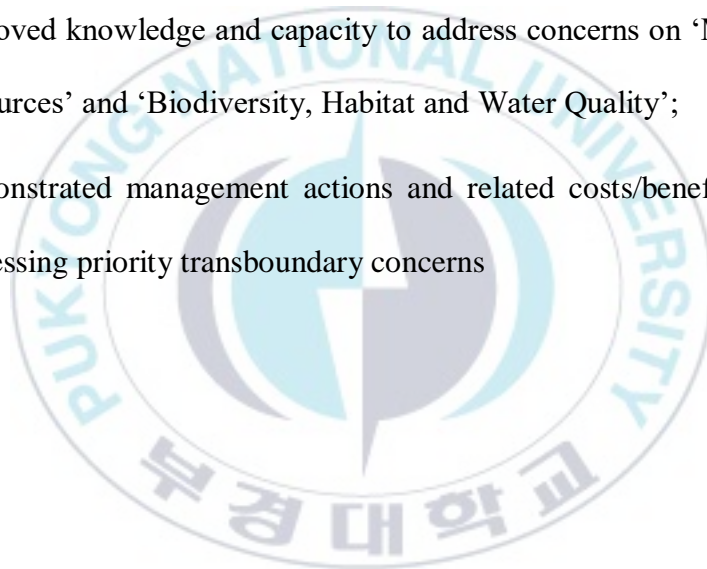 oved knowledge and capacity to address concerns on ‘M
urces’ and ‘Biodiversity, Habitat and Water Quality’;
onstrated management actions and related costs/benef
essing priority transboundary concerns
PUKYONG NATIONAL UNIVERSITY
부경대학교